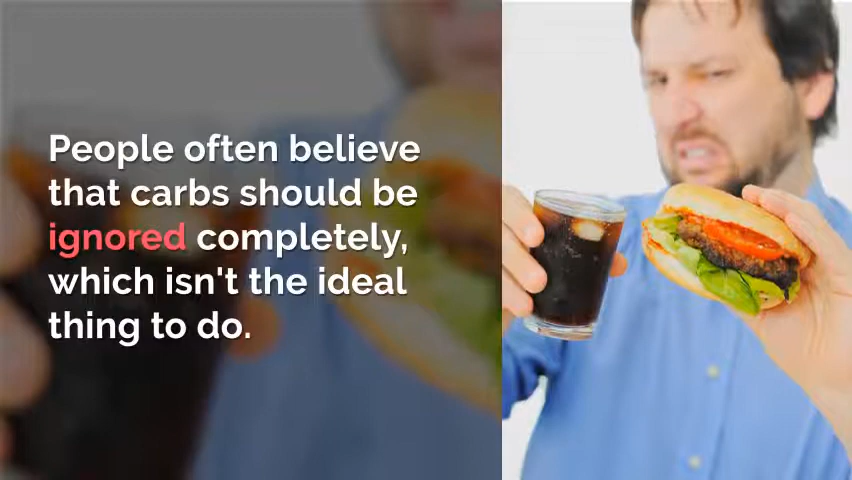 People often believe
that carbs should be
ignored completely,
which isn't the ideal
thing to do.